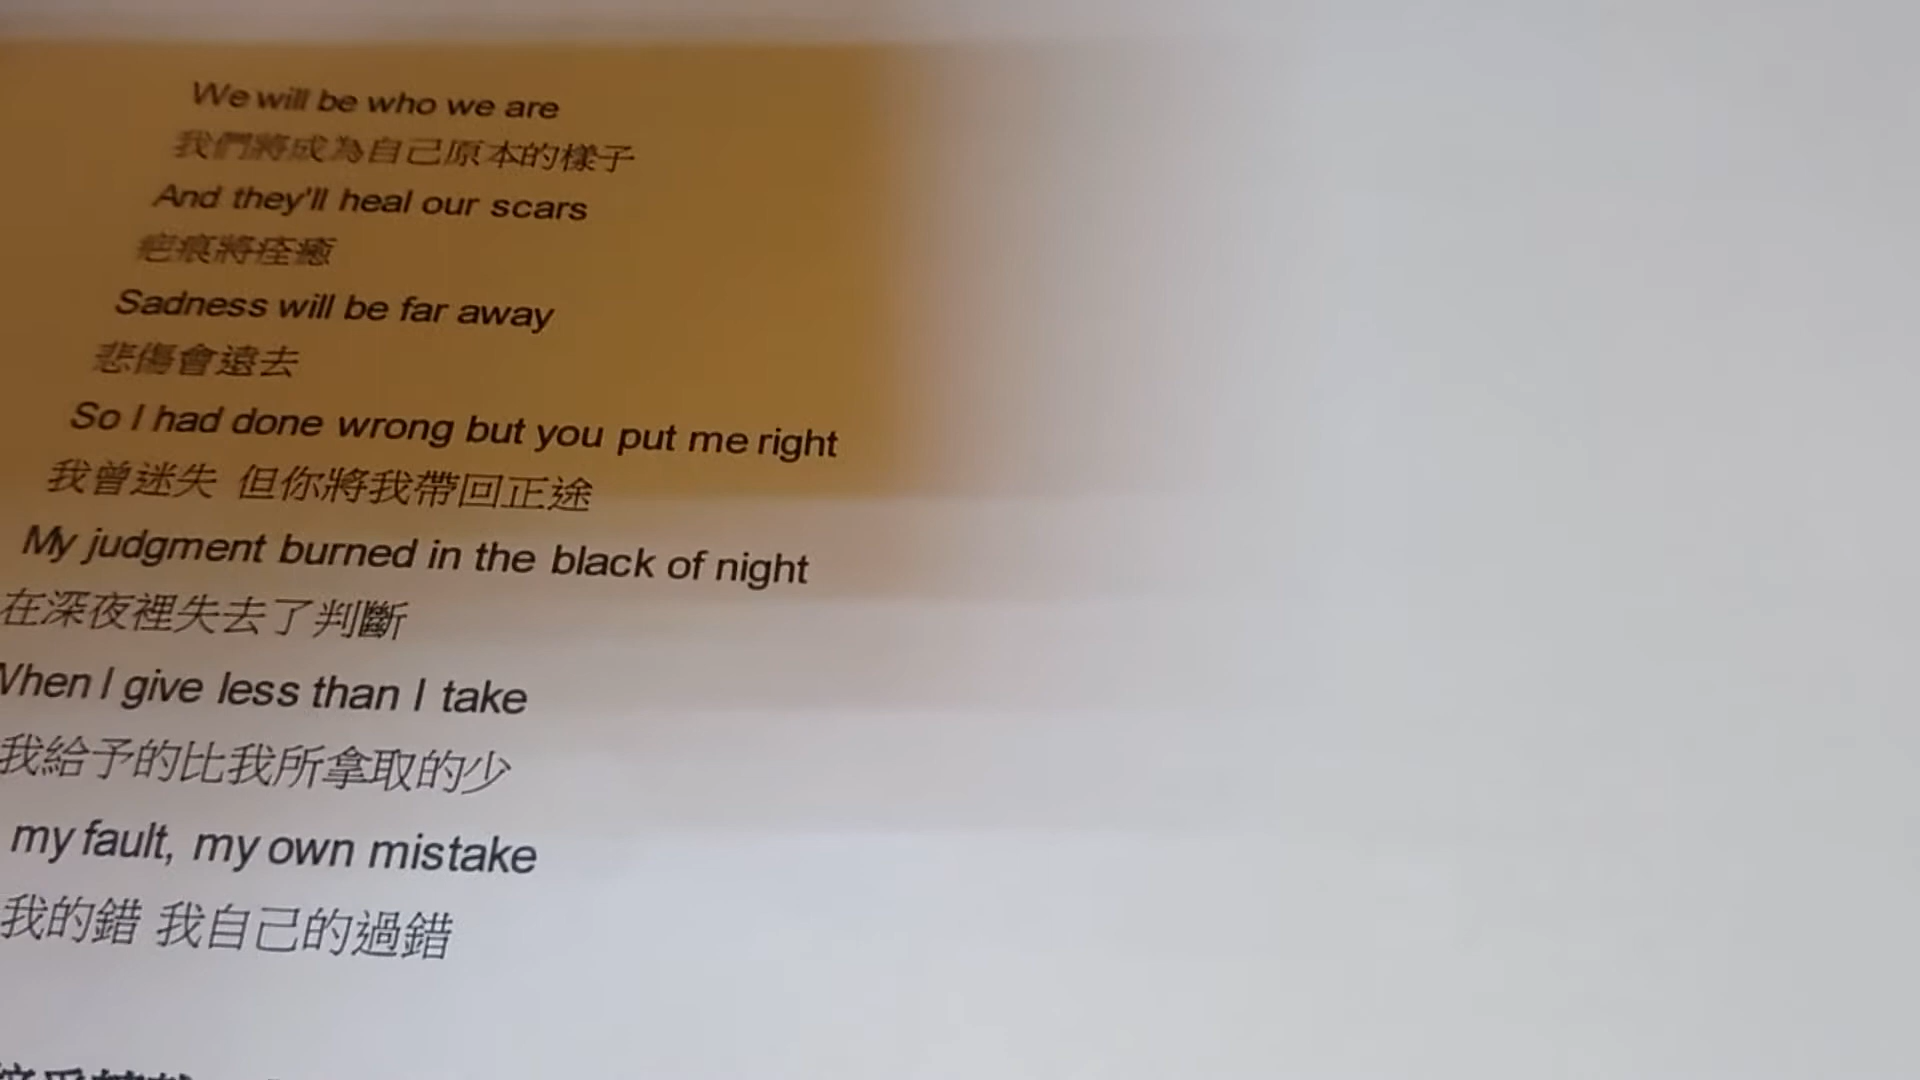 We will be who we are
我們將成為自己原本的樣子
And they'll heal our scars
疤痕將痊癒
Sadness will be far away
悲傷會遠去
So I had done wrong but you put me right
我曾迷失 但你將我帶回正途
My judgment burned in the black of night
在深夜裡失去了判斷
When I give less than I take
我給予的比我所拿取的少
my fault, my own mistake
我的錯 我自己的過錯